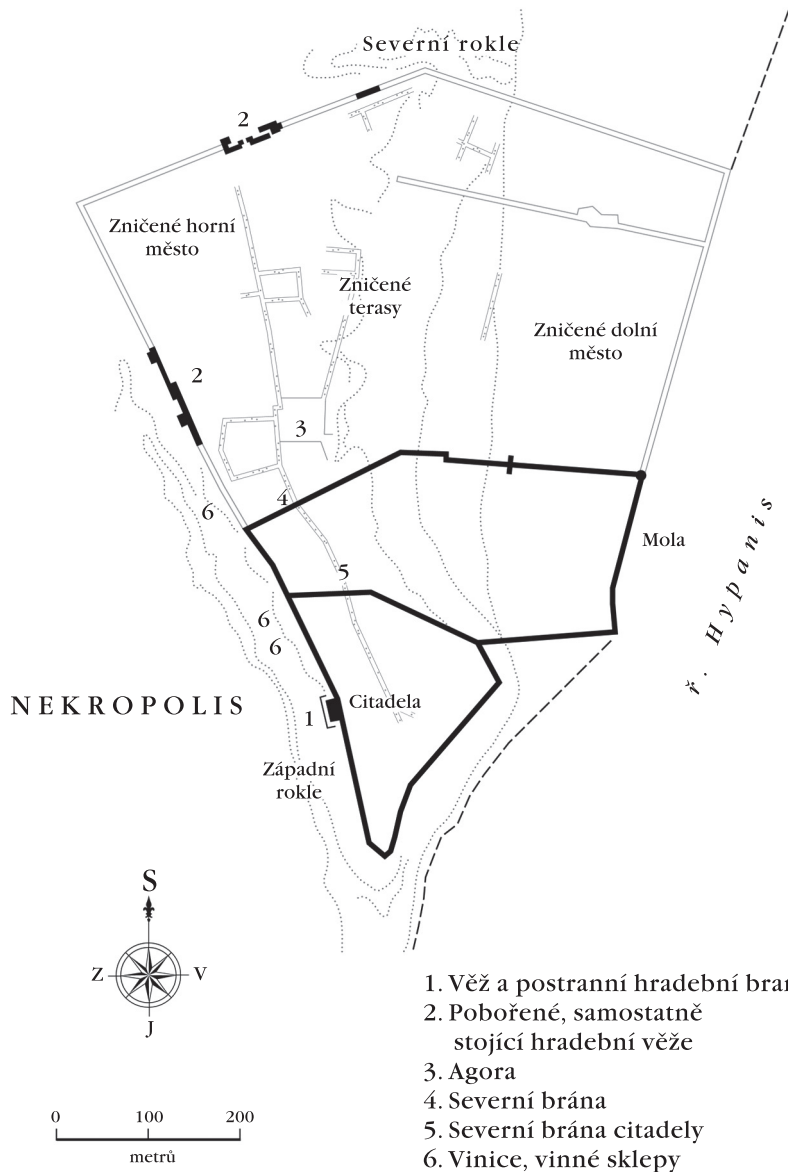 Severní rokle
2
Zničené horní
město
Zničené
terasy
Zničené dolní
město
2
3
4
6
Mola
5
6
6
ř. Hypanis
NEKROPOLIS
1
Citadela
Západní
rokle
S
Z
V
J
0 100 200
metrů
1. Věž a postranní hradební
2. Pobořené, samostatně
stojící hradební věže
3. Agora
4. Severní brána
5. Severní brána citadely
6. Vinice, vinné sklepy